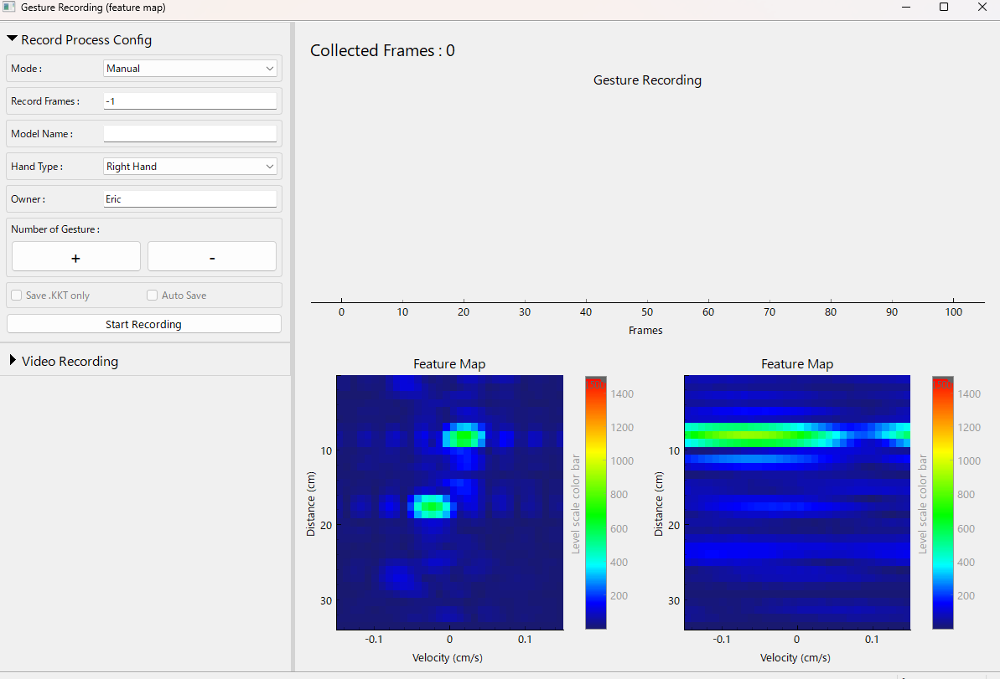 Gesture Recording (feature map)
Record Process Config
Mode :
Manual
Record Frames :
-1
Model Name :
Hand Type :
Right Hand
Owner :
Eric
Number of Gesture :
+
-
Save .KKT only
Auto Save
Start Recording
Video Recording
Collected Frames : 0
Gesture Recording
0 10 20 30 40 50 60 70 80 90 100
Frames
Feature Map
10
20
30
Distance (cm)
-0.1 0 0.1
Velocity (cm/s)
1400
1200
1000
800
600
400
200
Level scale color bar
Feature Map
10
20
30
Distance (cm)
-0.1 0 0.1
Velocity (cm/s)
1400
1200
1000
800
600
400
200
Level scale color bar